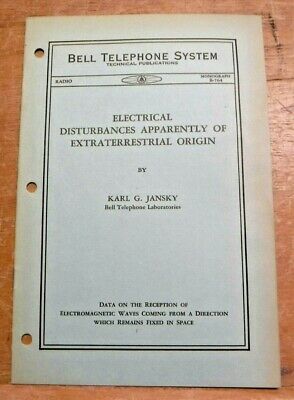 BELL TELEPHONE SYSTEM
TECHNICAL PUBLICATIONS
RADIO
MONOGRAPH
B-764
ELECTRICAL
DISTURBANCES APPARENTLY OF
EXTRATERRESTRIAL ORIGIN
BY
KARL G. JANSKY
Bell Telephone Laboratories
DATA ON THE RECEPTION OF
ELECTROMAGNETIC WAVES COMING FROM A DIRECTION
WHICH REMAINS FIXED IN SPACE